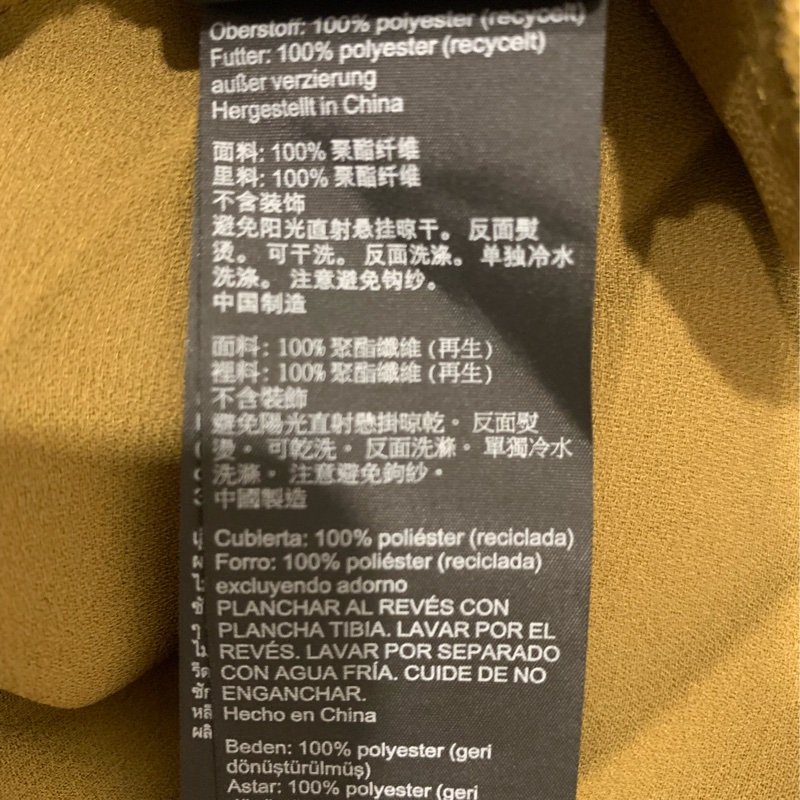 Oberstoff: 100% polyester (recycelt)
Futter: 100% polyester (recycelt)
außer verzierung
Hergestellt in China
面料: 100% 聚酯纤维
里料: 100% 聚酯纤维
不含装饰
避免阳光直射悬挂晾干。 反面熨
烫。 可干洗。 反面洗涤。 单独冷水
洗涤。 注意避免钩纱。
中国制造
面料: 100% 聚酯纖維 (再生)
裡料: 100% 聚酯纖維 (再生)
不含裝飾
避免陽光直射懸掛晾乾。 反面熨
燙。 可乾洗。 反面洗滌。 單獨冷水
洗滌。 注意避免鉤紗。
中國製造
Cubierta: 100% poliéster (reciclada)
Forro: 100% poliéster (reciclada)
excluyendo adorno
PLANCHAR AL REVÉS CON
PLANCHA TIBIA. LAVAR POR EL
REVÉS. LAVAR POR SEPARADO
CON AGUA FRÍA. CUIDE DE NO
ENGANCHAR.
Hecho en China
Beden: 100% polyester (geri
dönüştürülmüş)
Astar: 100% polyester (geri